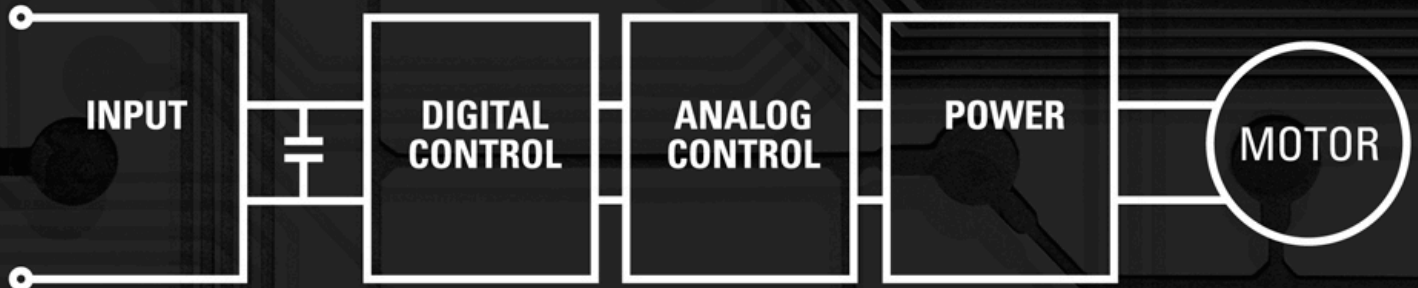 INPUT
DIGITAL
CONTROL
ANALOG
CONTROL
POWER
MOTOR